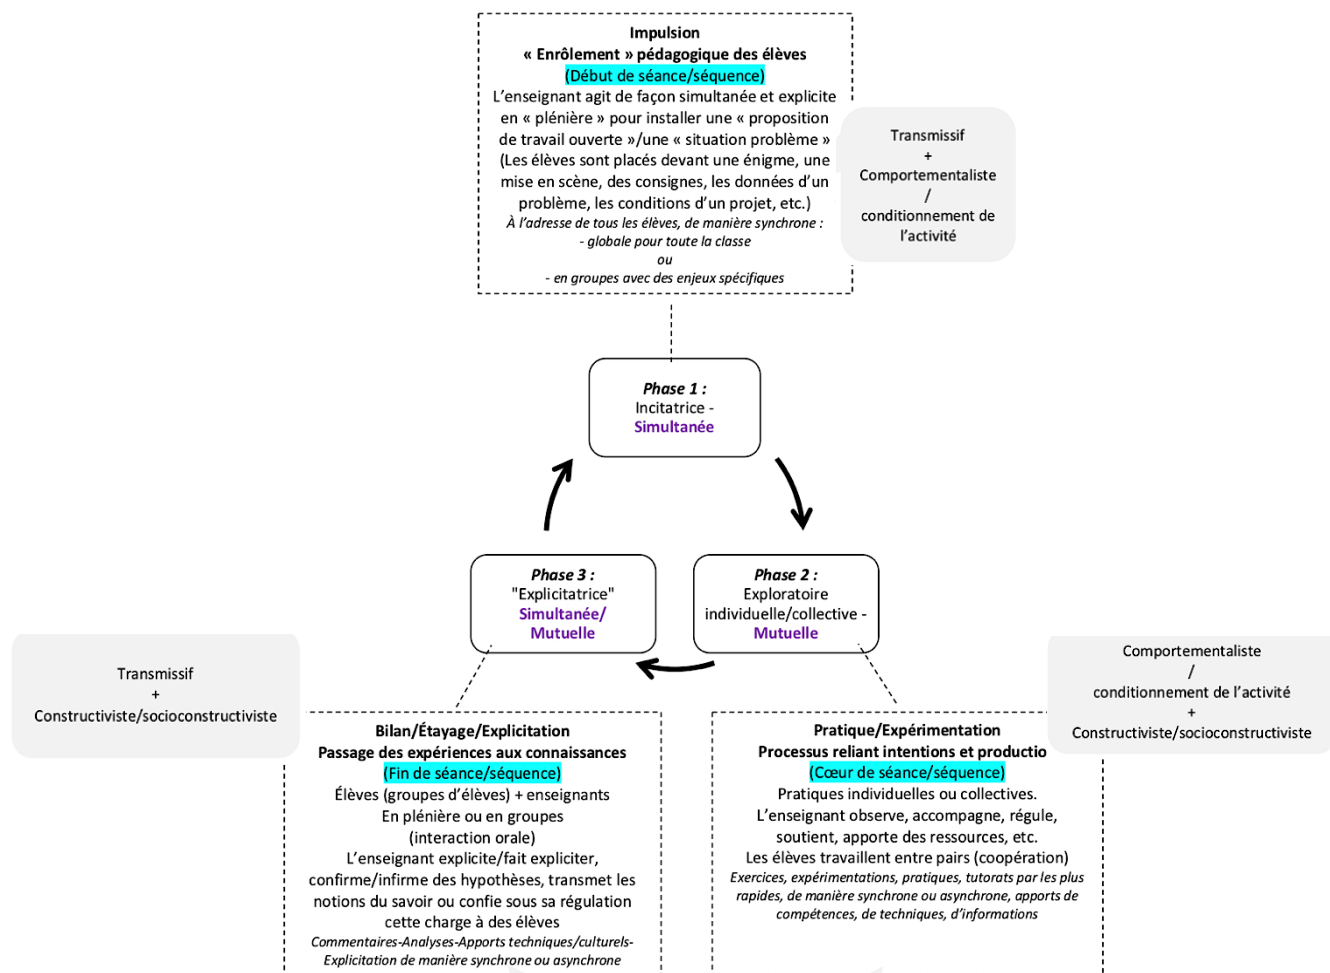 Impulsion
« Enrôlement » pédagogique des élèves
(Début de séance/séquence)
L’enseignant agit de façon simultanée et explicite
en « plénière » pour installer une « proposition
de travail ouverte »/une « situation problème »
(Les élèves sont placés devant une énigme, une
mise en scène, des consignes, les données d’un
problème, les conditions d’un projet, etc.)
À l’adresse de tous les élèves, de manière synchrone :
- globale pour toute la classe
ou
- en groupes avec des enjeux spécifiques
Transmissif
+
Comportementaliste
/
conditionnement de
l’activité
Phase 1 :
Incitatrice -
Simultanée
Phase 3 :
"Explicitatrice"
Simultanée/
Mutuelle
Phase 2 :
Exploratoire
individuelle/collective -
Mutuelle
Transmissif
+
Constructiviste/socioconstructiviste
Comportementaliste
/
conditionnement de l’activité
+
Constructiviste/socioconstructiviste
Bilan/Étayage/Explicitation
Passage des expériences aux connaissances
(Fin de séance/séquence)
Élèves (groupes d’élèves) + enseignants
En plénière ou en groupes
(interaction orale)
L’enseignant explicite/fait expliciter,
confirme/infirme des hypothèses, transmet les
notions du savoir ou confie sous sa régulation
cette charge à des élèves
Commentaires-Analyses-Apports techniques/culturels-
Explicitation de manière synchrone ou asynchrone
Pratique/Expérimentation
Processus reliant intentions et productio
(Cœur de séance/séquence)
Pratiques individuelles ou collectives.
L’enseignant observe, accompagne, régule,
soutient, apporte des ressources, etc.
Les élèves travaillent entre pairs (coopération)
Exercices, expérimentations, pratiques, tutorats par les plus
rapides, de manière synchrone ou asynchrone, apports de
compétences, de techniques, d’informations